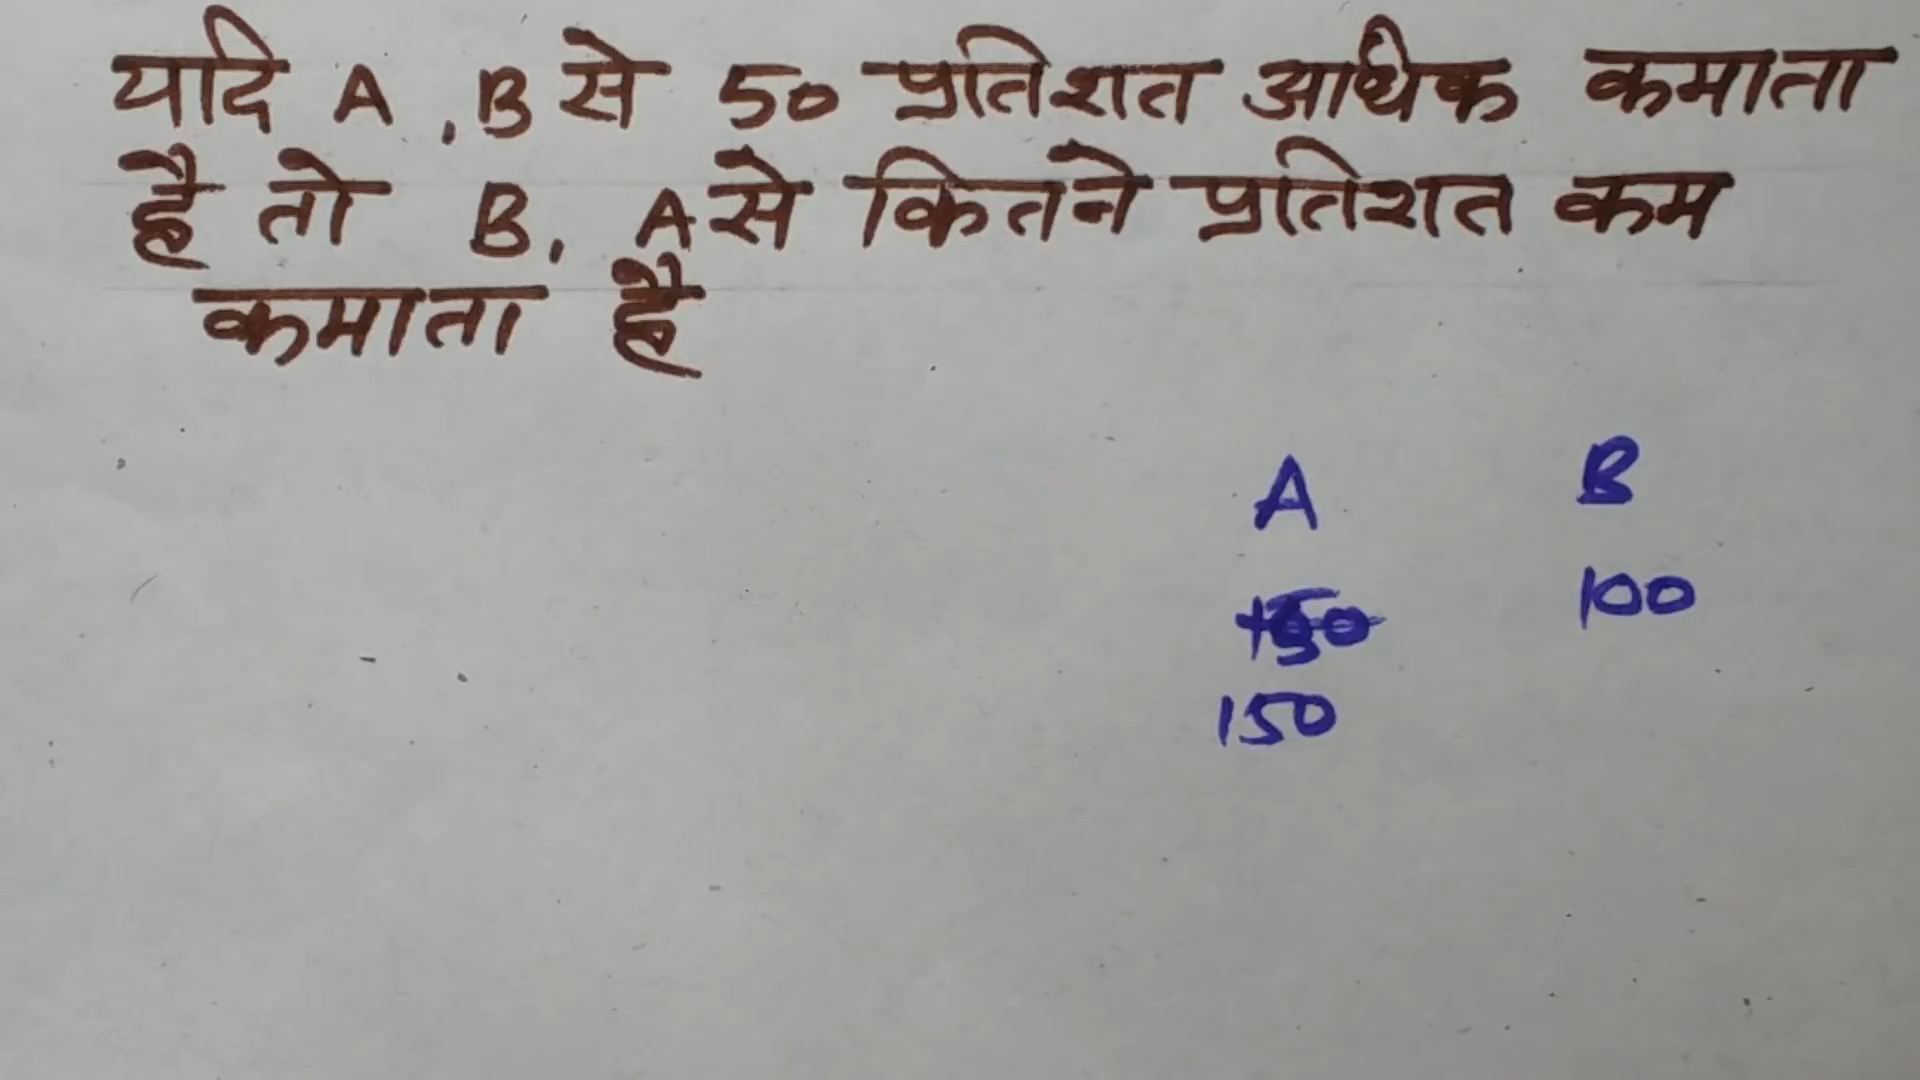 यदि A , B से 50 प्रतिशत अधिक कमाता
है तो B, A से कितने प्रतिशत कम
कमाता है
A B
100
150